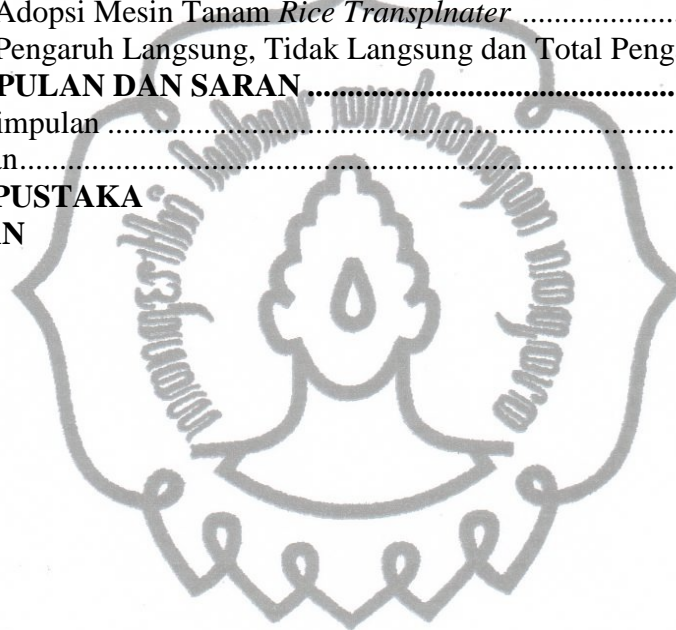 Adopsi Mesin Tanam Rice Transplnater ........................
Pengaruh Langsung, Tidak Langsung dan Total Peng
PULAN DAN SARAN ........................................................
impulan ...............................................................................
n............................................................................................
PUSTAKA
N